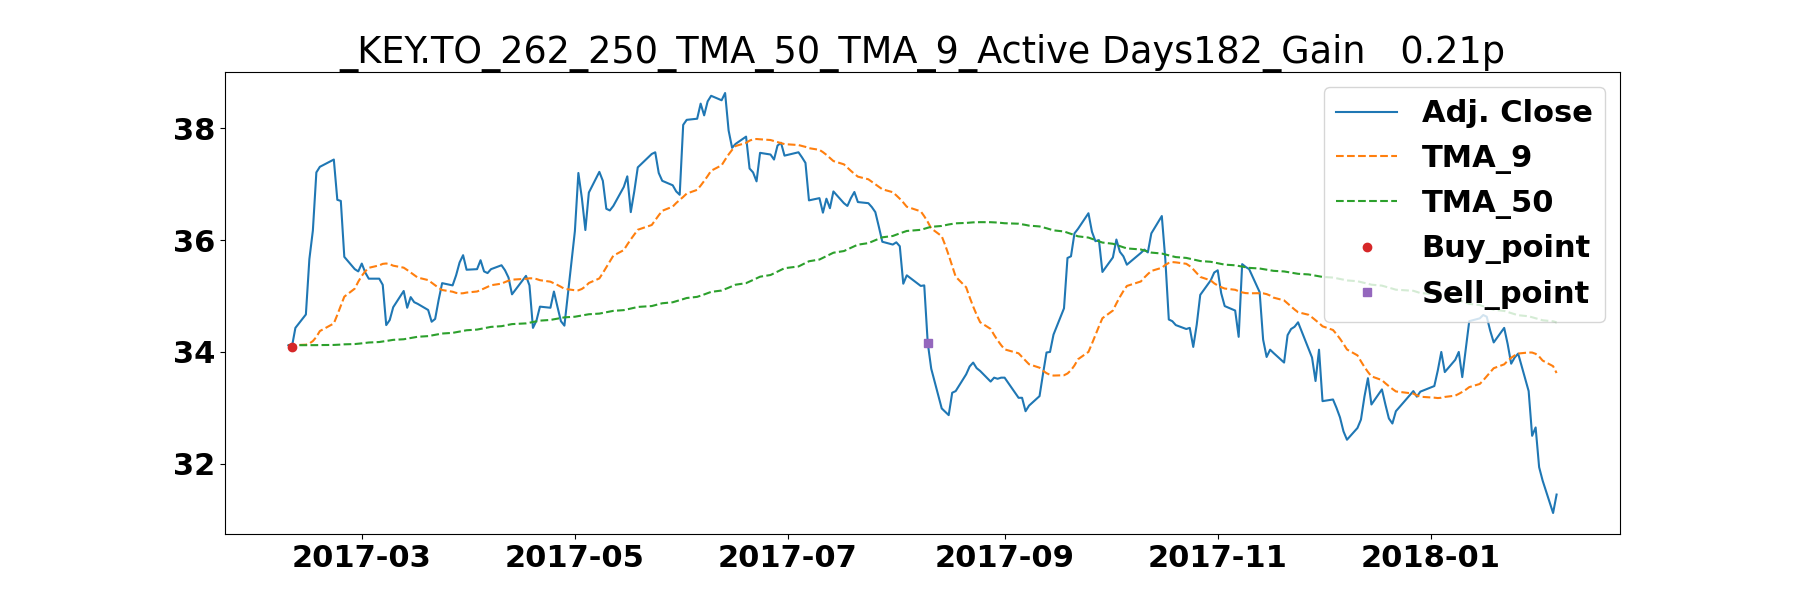 _KEY.TO_262_250_TMA_50_TMA_9_Active Days182_Gain   0.21p
38
36
34
32
Adj. Close
TMA_9
TMA_50
Buy_point
Sell_point
2017-03 2017-05 2017-07 2017-09 2017-11 2018-01